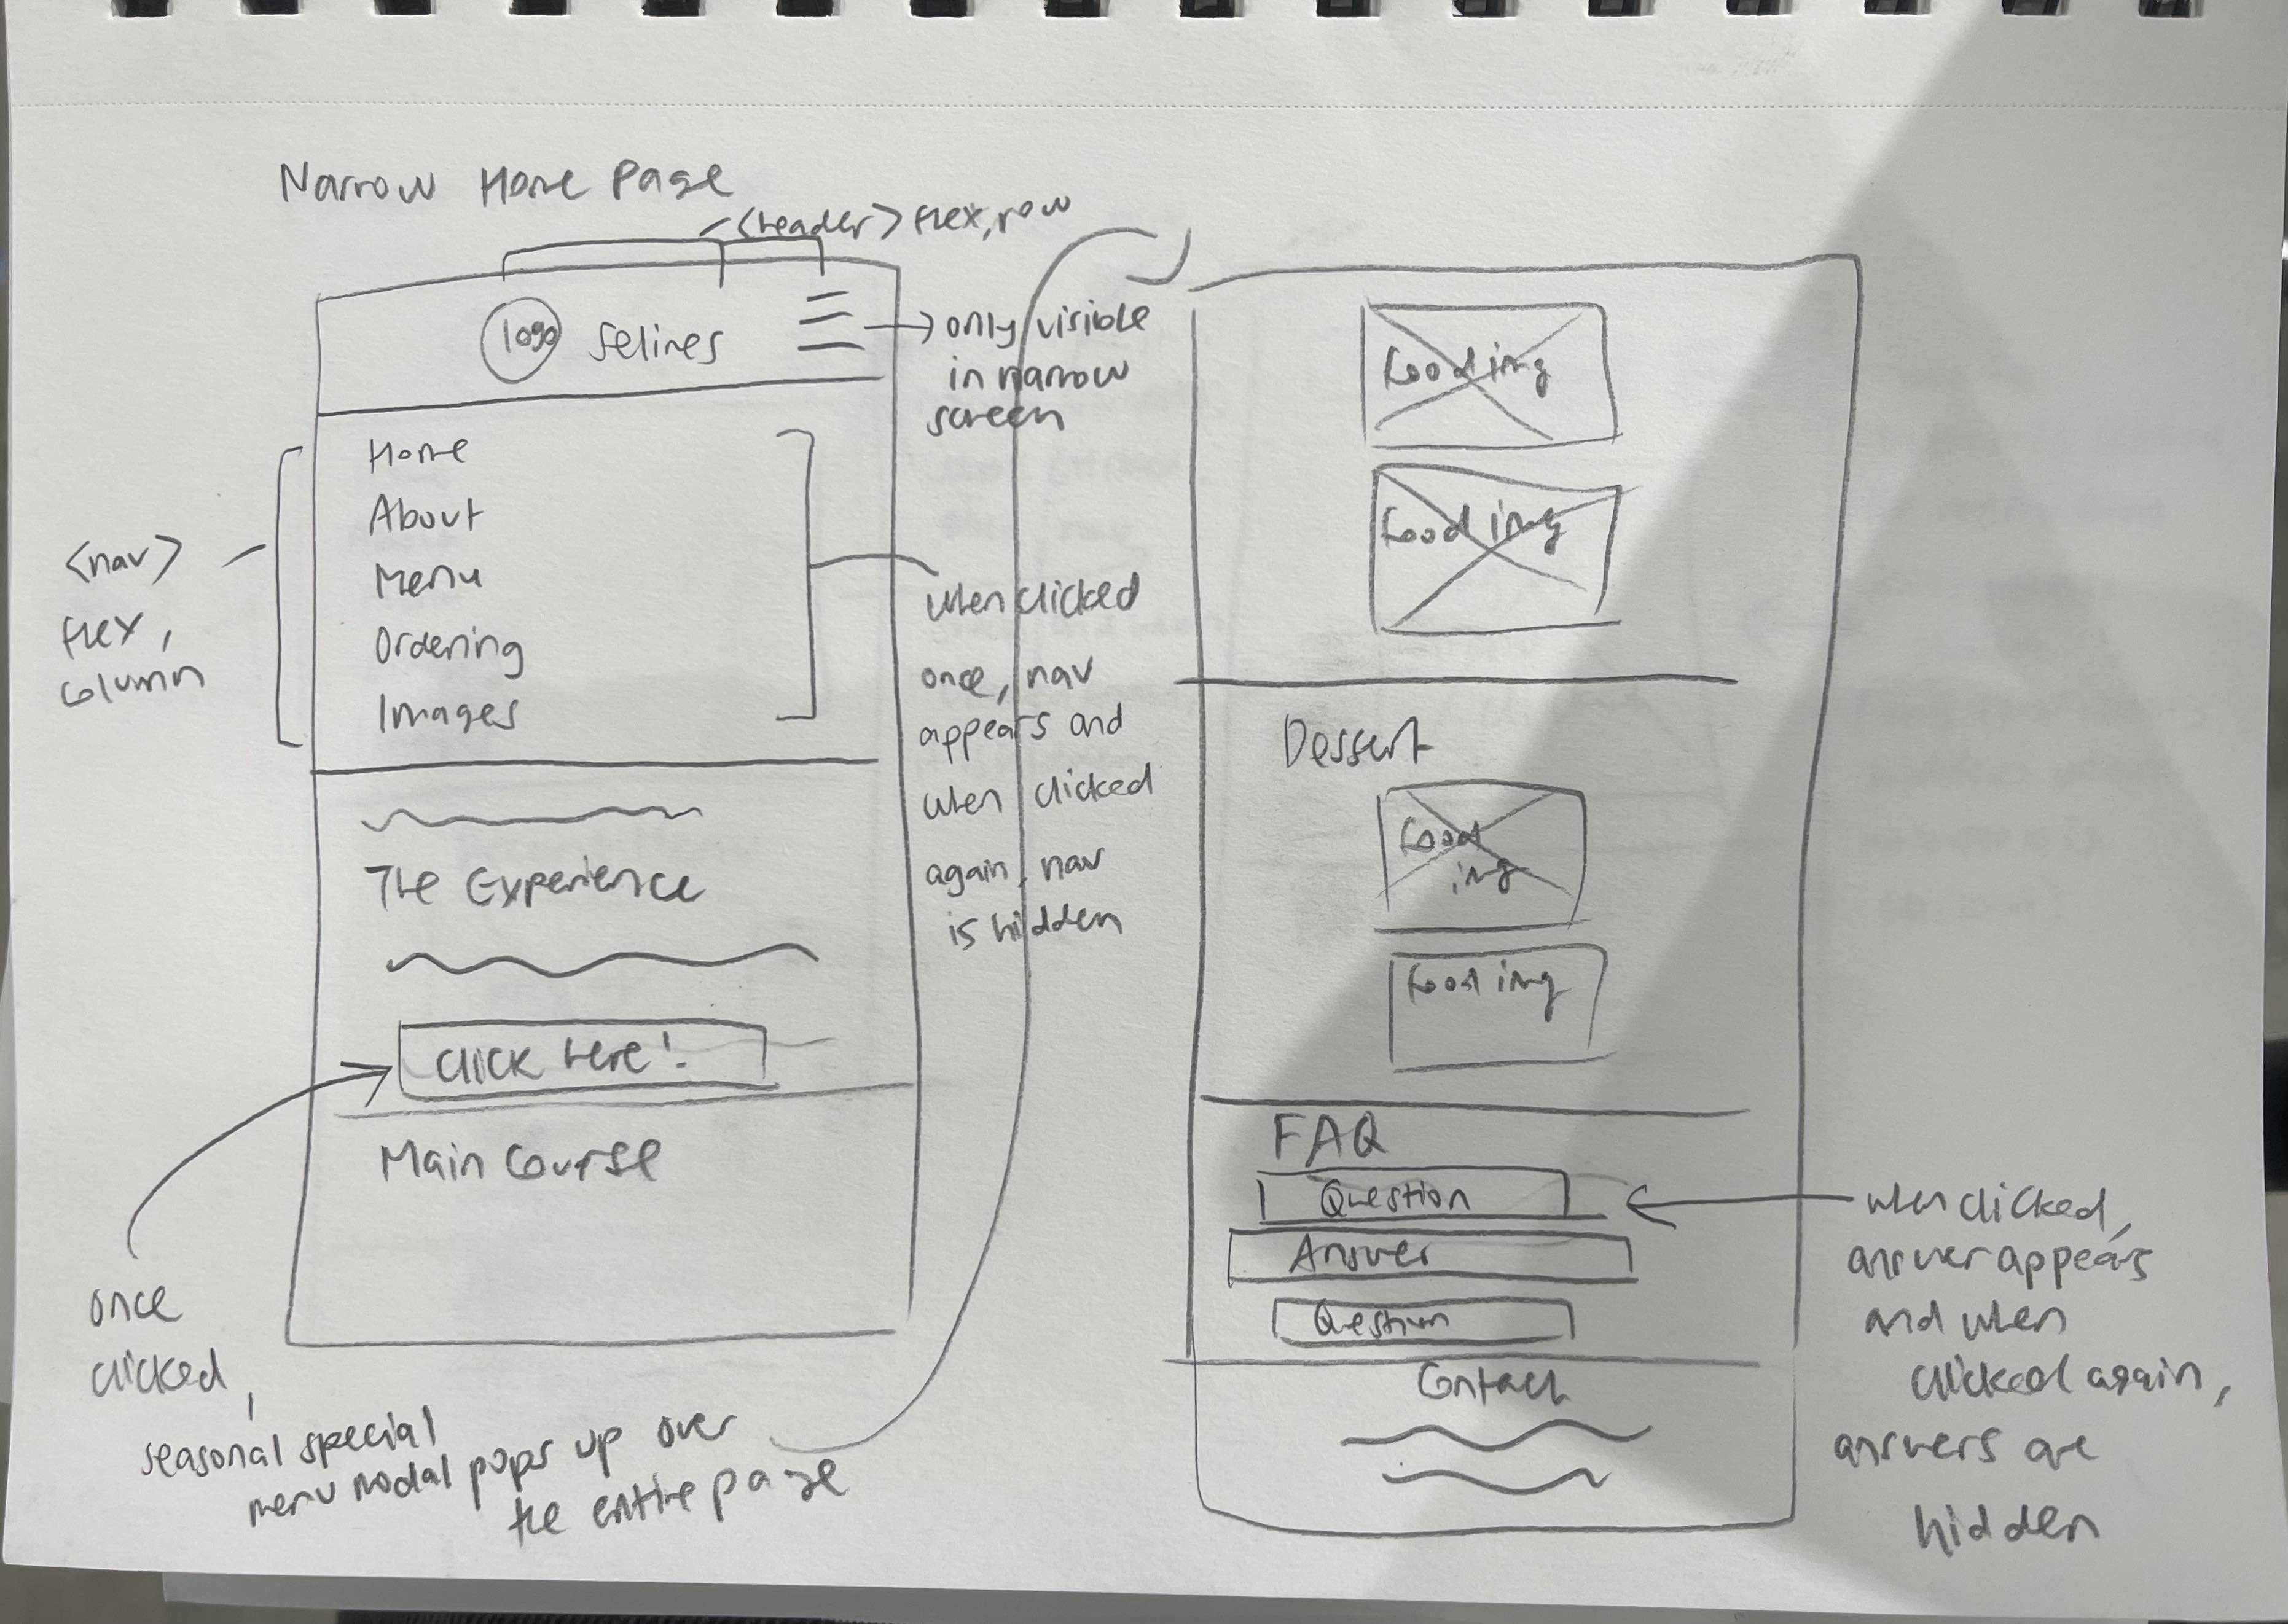 Narrow Home Page
<header> flex, row
logo
Selines
only visible
in narrow
screen
Home
About
Menu
Ordering
Images
<nav>
flex,
column
when clicked
once, nav
appears and
when clicked
again, nav
is hidden
The Experience
Click here!
once
clicked,
seasonal special
menu modal pops up over
the entire page
Main Course
food img
food img
Dessert
food
img
food img
FAQ
Question
Answer
Question
when clicked,
answer appears
and when
clicked again,
answers are
hidden
Contact